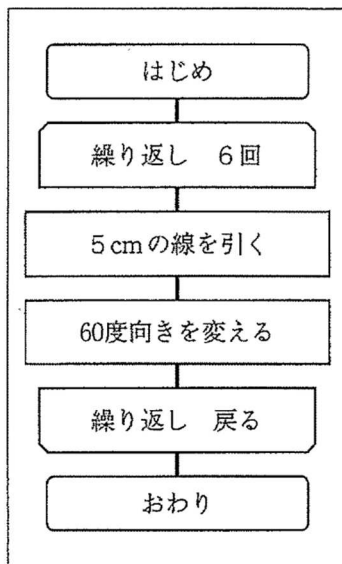 はじめ
繰り返し　６回
５cmの線を引く
60度向きを変える
繰り返し　戻る
おわり